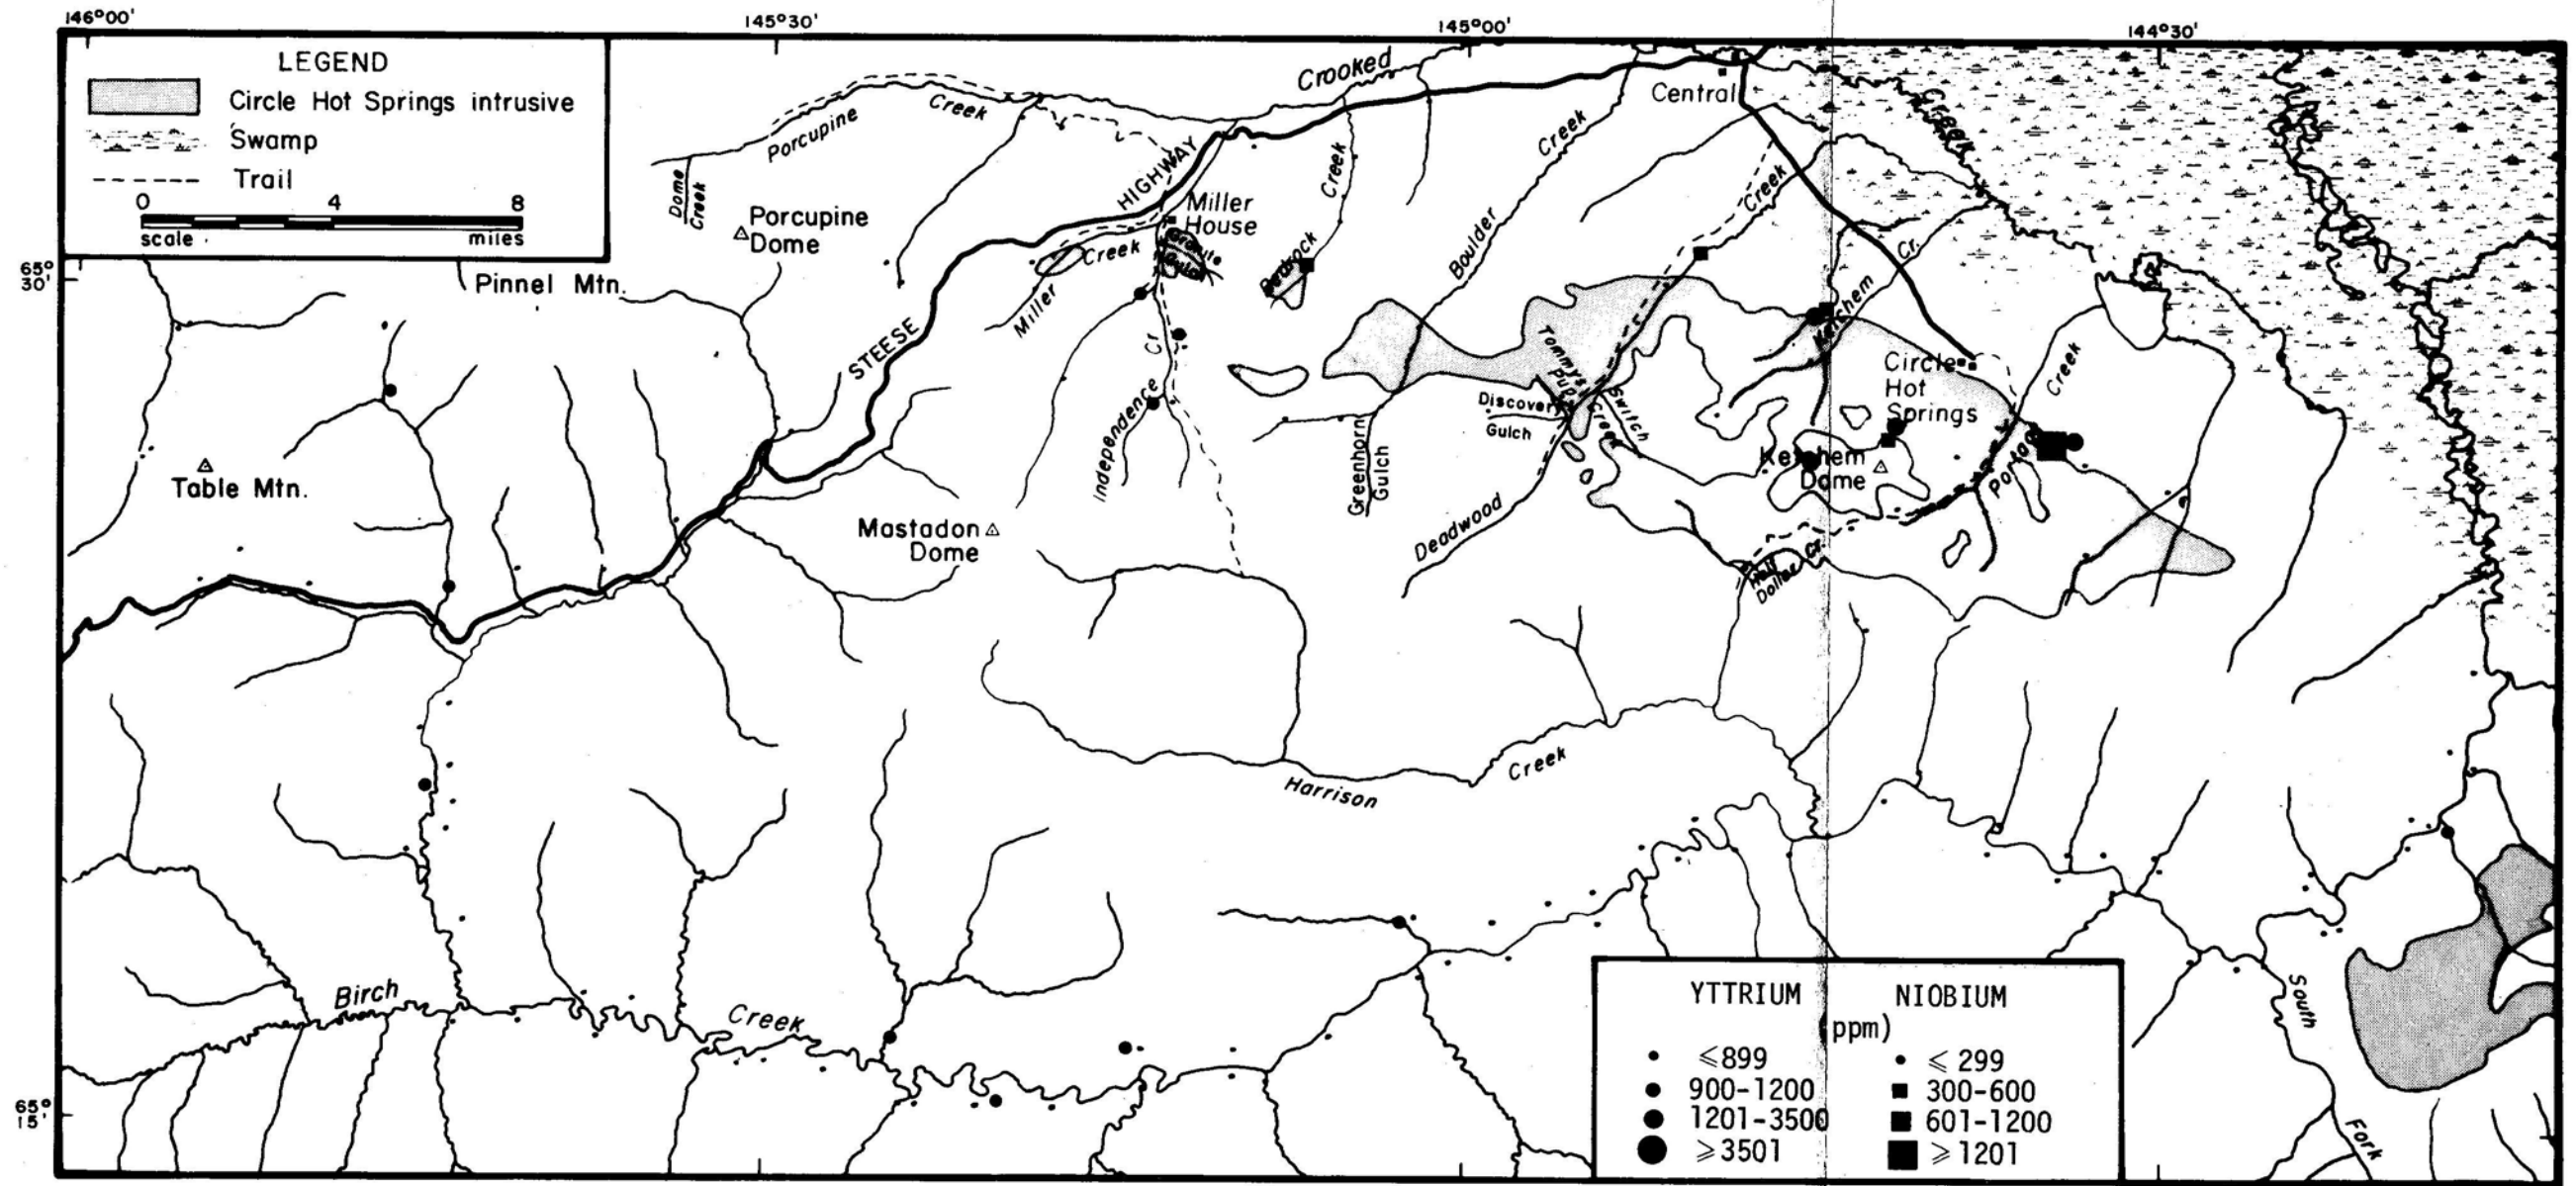 146°00'
145°30'
145°00'
144°30'
LEGEND
Circle Hot Springs intrusive
Swamp
Trail
0 4 8
scale miles
65°
30'
65°
15'
Crooked
Creek
Porcupine
Creek
Dome
Creek
Porcupine
Dome
Pinnel Mtn.
HIGHWAY
STEESE
Miller
House
Miller
Creek
Granite
Gulch
Bedrock
Creek
Boulder
Creek
Central
Creek
Ketchem
Cr.
Circle
Hot
Springs
Portage
Creek
Tommys
Pup
Switch
Creek
Discovery
Gulch
Greenhorn
Gulch
Deadwood
Independence
Cr
Ketchem
Dome
Half
Dollar
Cr.
Table Mtn.
Mastadon
Dome
Harrison
Creek
Birch
Creek
South
Fork
YTTRIUM NIOBIUM
ppm)
≤899 ≤ 299
900-1200 300-600
1201-3500 601-1200
≥3501 ≥1201